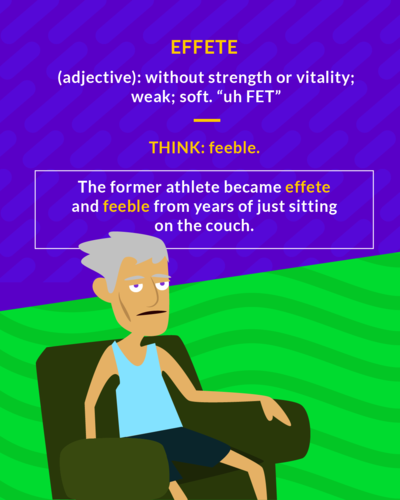 EFFETE
(adjective): without strength or vitality;
weak; soft. “uh FET”
THINK: feeble.
The former athlete became effete
and feeble from years of just sitting
on the couch.